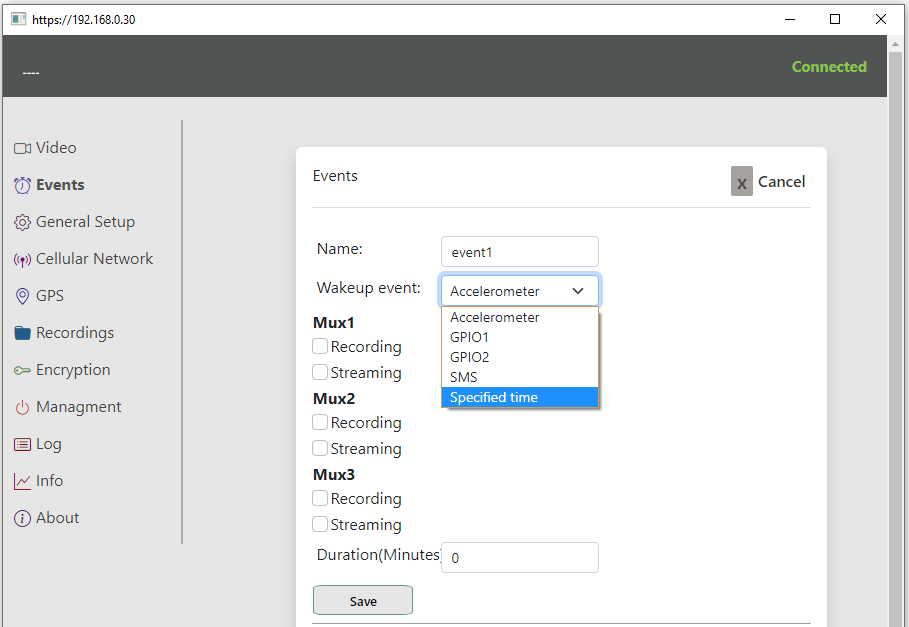 https://192.168.0.30
----
Connected
Video
Events
General Setup
Cellular Network
GPS
Recordings
Encryption
Managment
Log
Info
About
Events
x Cancel
Name: event1
Wakeup event: Accelerometer
Accelerometer
GPIO1
GPIO2
SMS
Specified time
Mux1
Recording
Streaming
Mux2
Recording
Streaming
Mux3
Recording
Streaming
Duration(Minutes) 0
Save